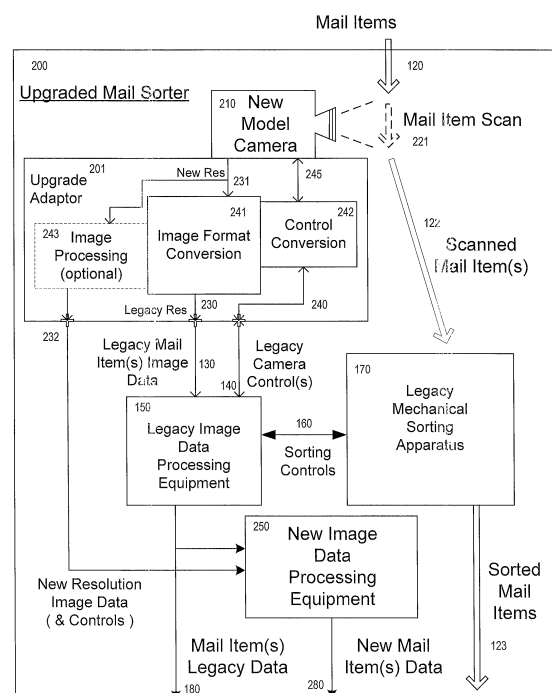 Mail Items
200
120
Upgraded Mail Sorter
210
New
Model
Camera
Mail Item Scan
221
201
Upgrade
Adaptor
New Res
231
245
243
Image
Processing
(optional)
241
Image Format
Conversion
242
Control
Conversion
122
Scanned
Mail Item(s)
230
Legacy Res
240
232
Legacy Mail
Item(s) Image
Data
130
Legacy
Camera
Control(s)
140
150
Legacy Image
Data
Processing
Equipment
160
Sorting
Controls
170
Legacy
Mechanical
Sorting
Apparatus
250
New Image
Data
Processing
Equipment
New Resolution
Image Data
( & Controls )
Sorted
Mail
Items
123
Mail Item(s)
Legacy Data
180
New Mail
Item(s) Data
280